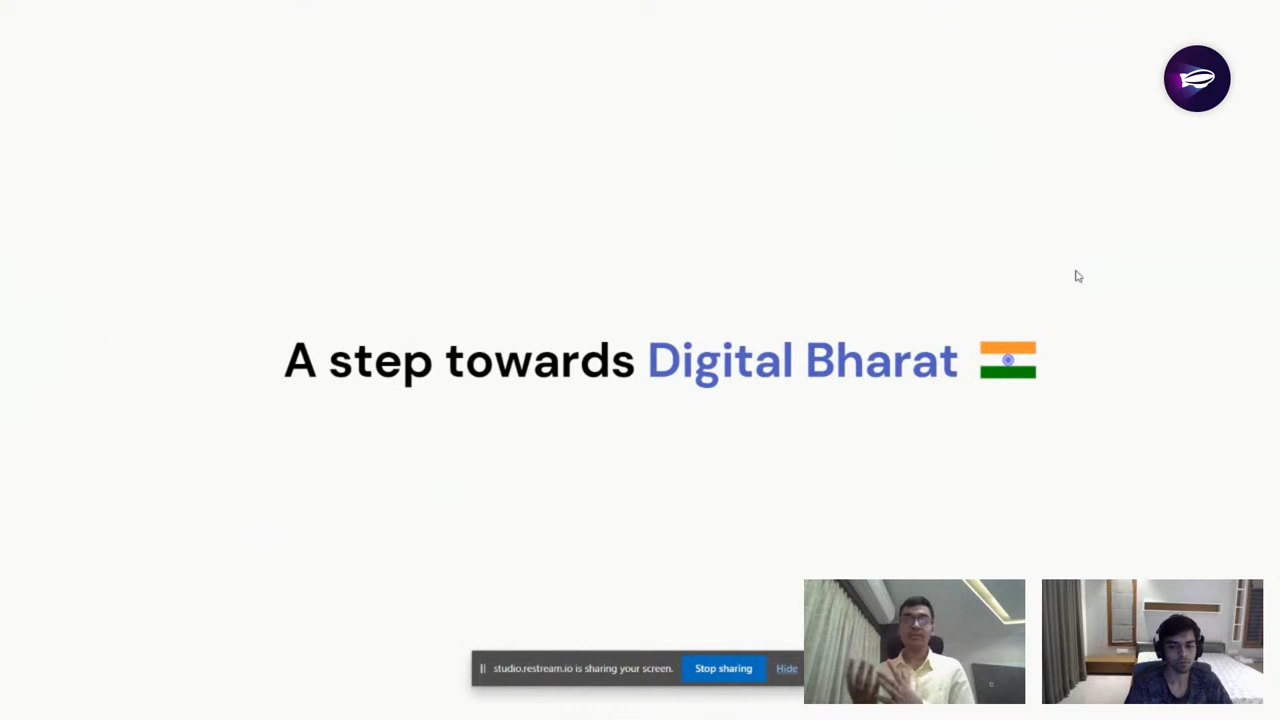 A step towards Digital Bharat
studio.restream.io is sharing your screen. Stop sharing Hide